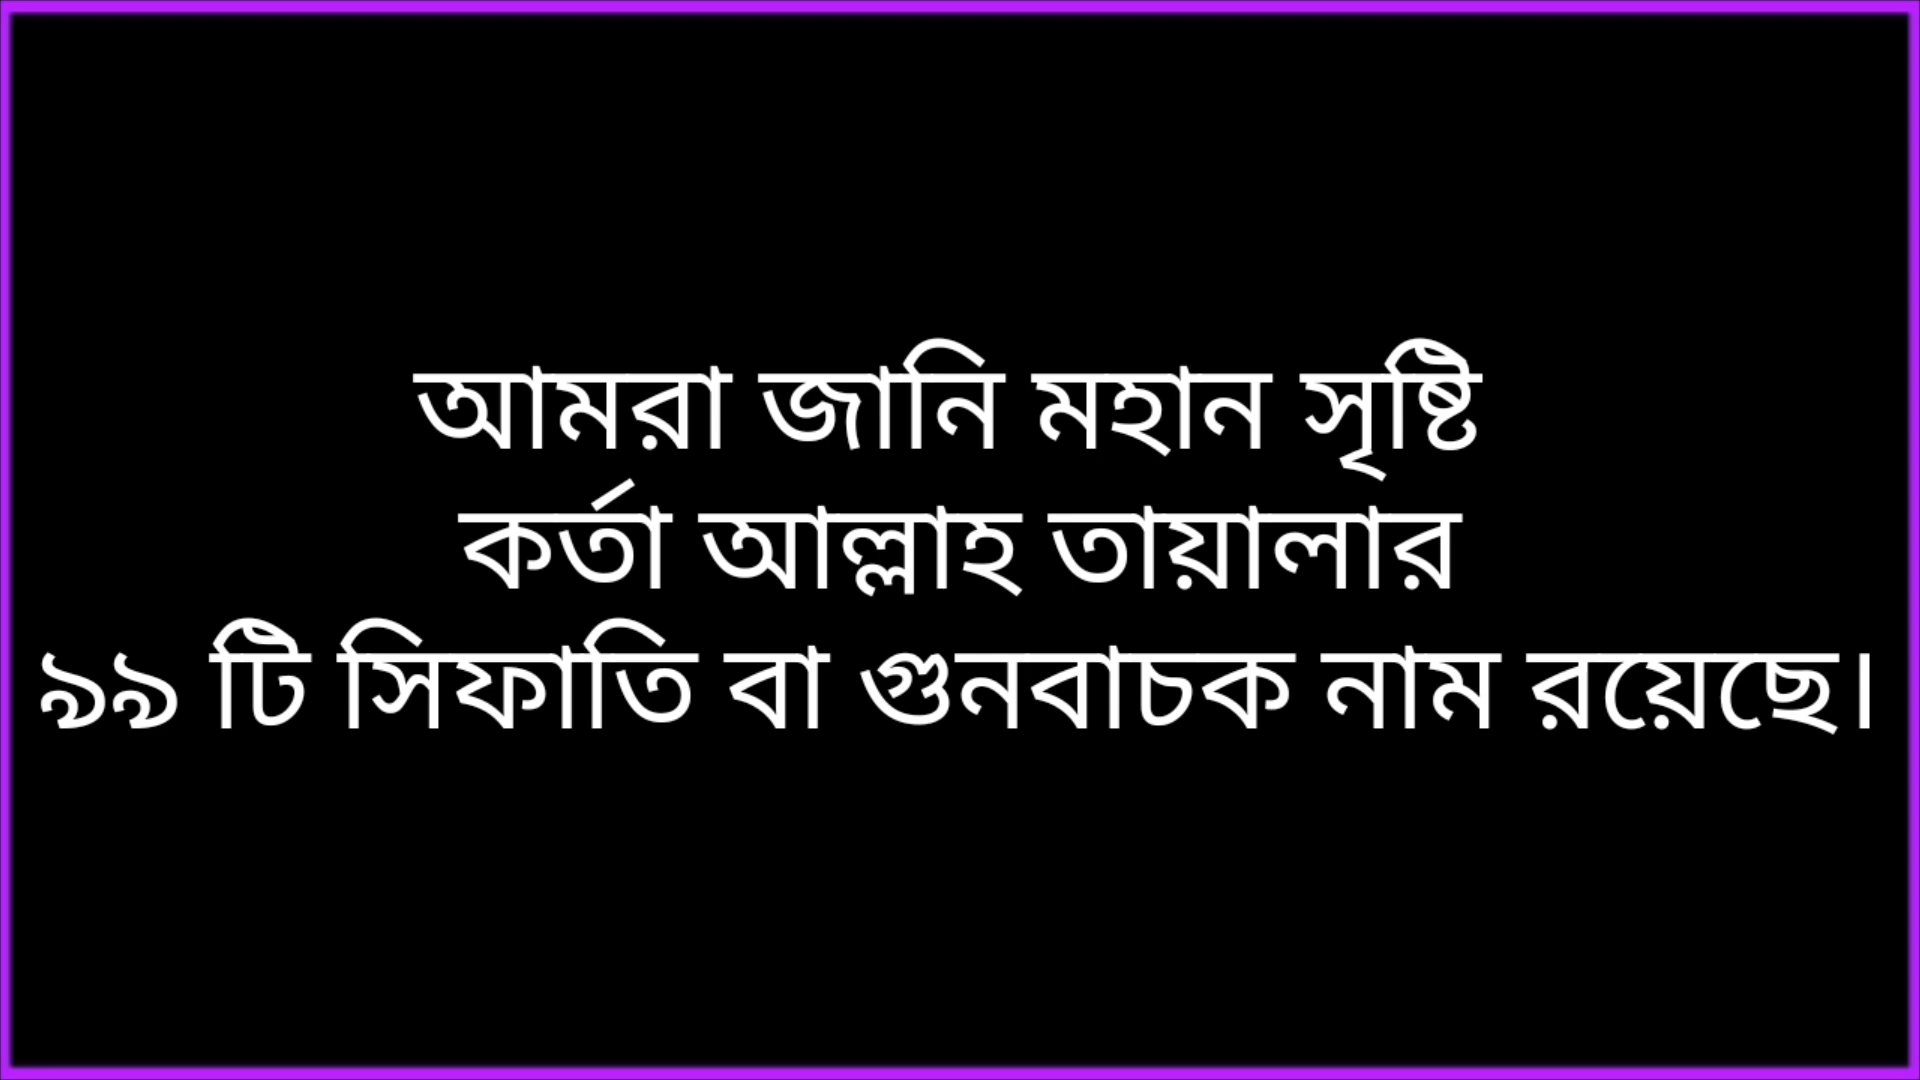 আমরা জানি মহান সৃষ্টি
কর্তা আল্লাহ তায়ালার
৯৯ টি সিফাতি বা গুনবাচক নাম রয়েছে।